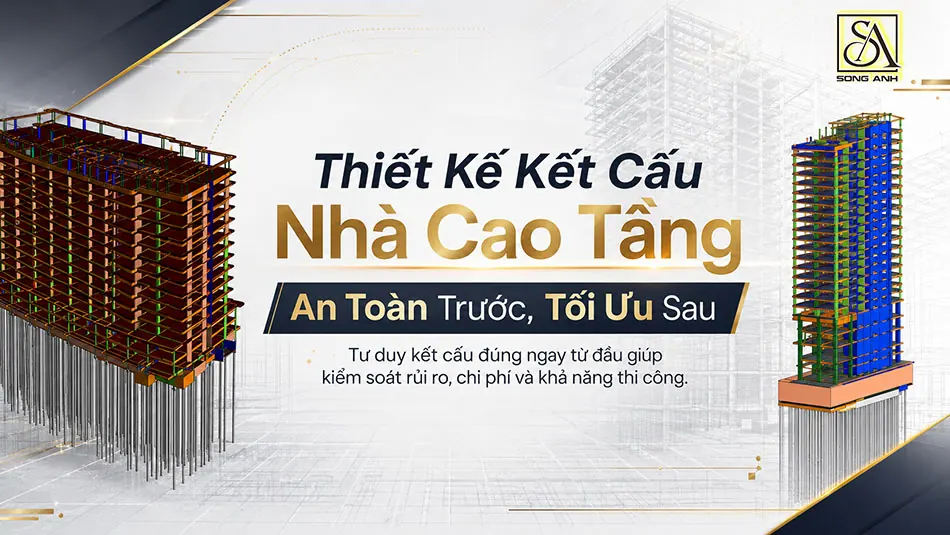 SA
SONG ANH
Thiết Kế Kết Cấu
Nhà Cao Tầng
An Toàn Trước, Tối Ưu Sau
Tư duy kết cấu đúng ngay từ đầu giúp
kiểm soát rủi ro, chi phí và khả năng thi công.